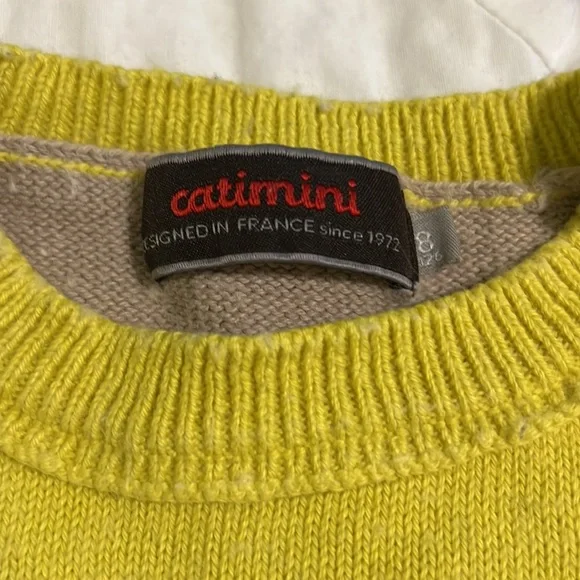 catimini
DESIGNED IN FRANCE since 1972
8